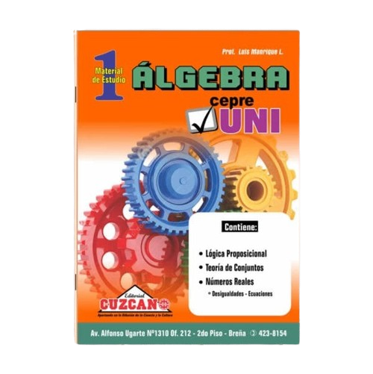 Prof. Luis Manrique L.
Material
de Estudio
1
ÁLGEBRA
cepre
UNI
Contiene:
• Lógica Proposicional
• Teoría de Conjuntos
• Números Reales
* Desigualdades - Ecuaciones
Editorial
CUZCANO
Av. Alfonso Ugarte Nº1310 Of. 212 - 2do Piso - Breña 423-8154